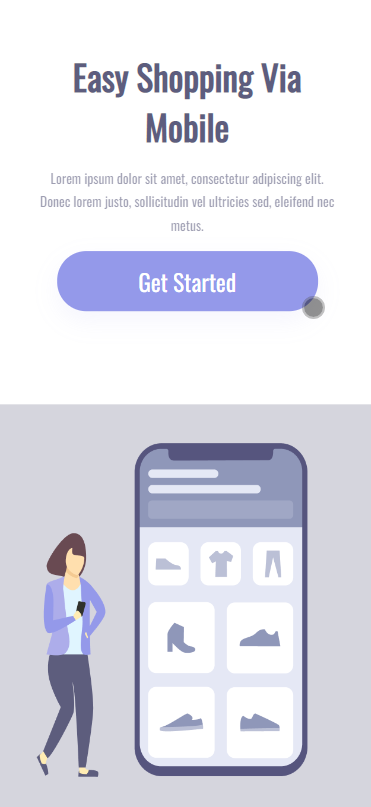 Easy Shopping Via
Mobile
Lorem ipsum dolor sit amet, consectetur adipiscing elit.
Donec lorem justo, sollicitudin vel ultricies sed, eleifend nec
metus.
Get Started